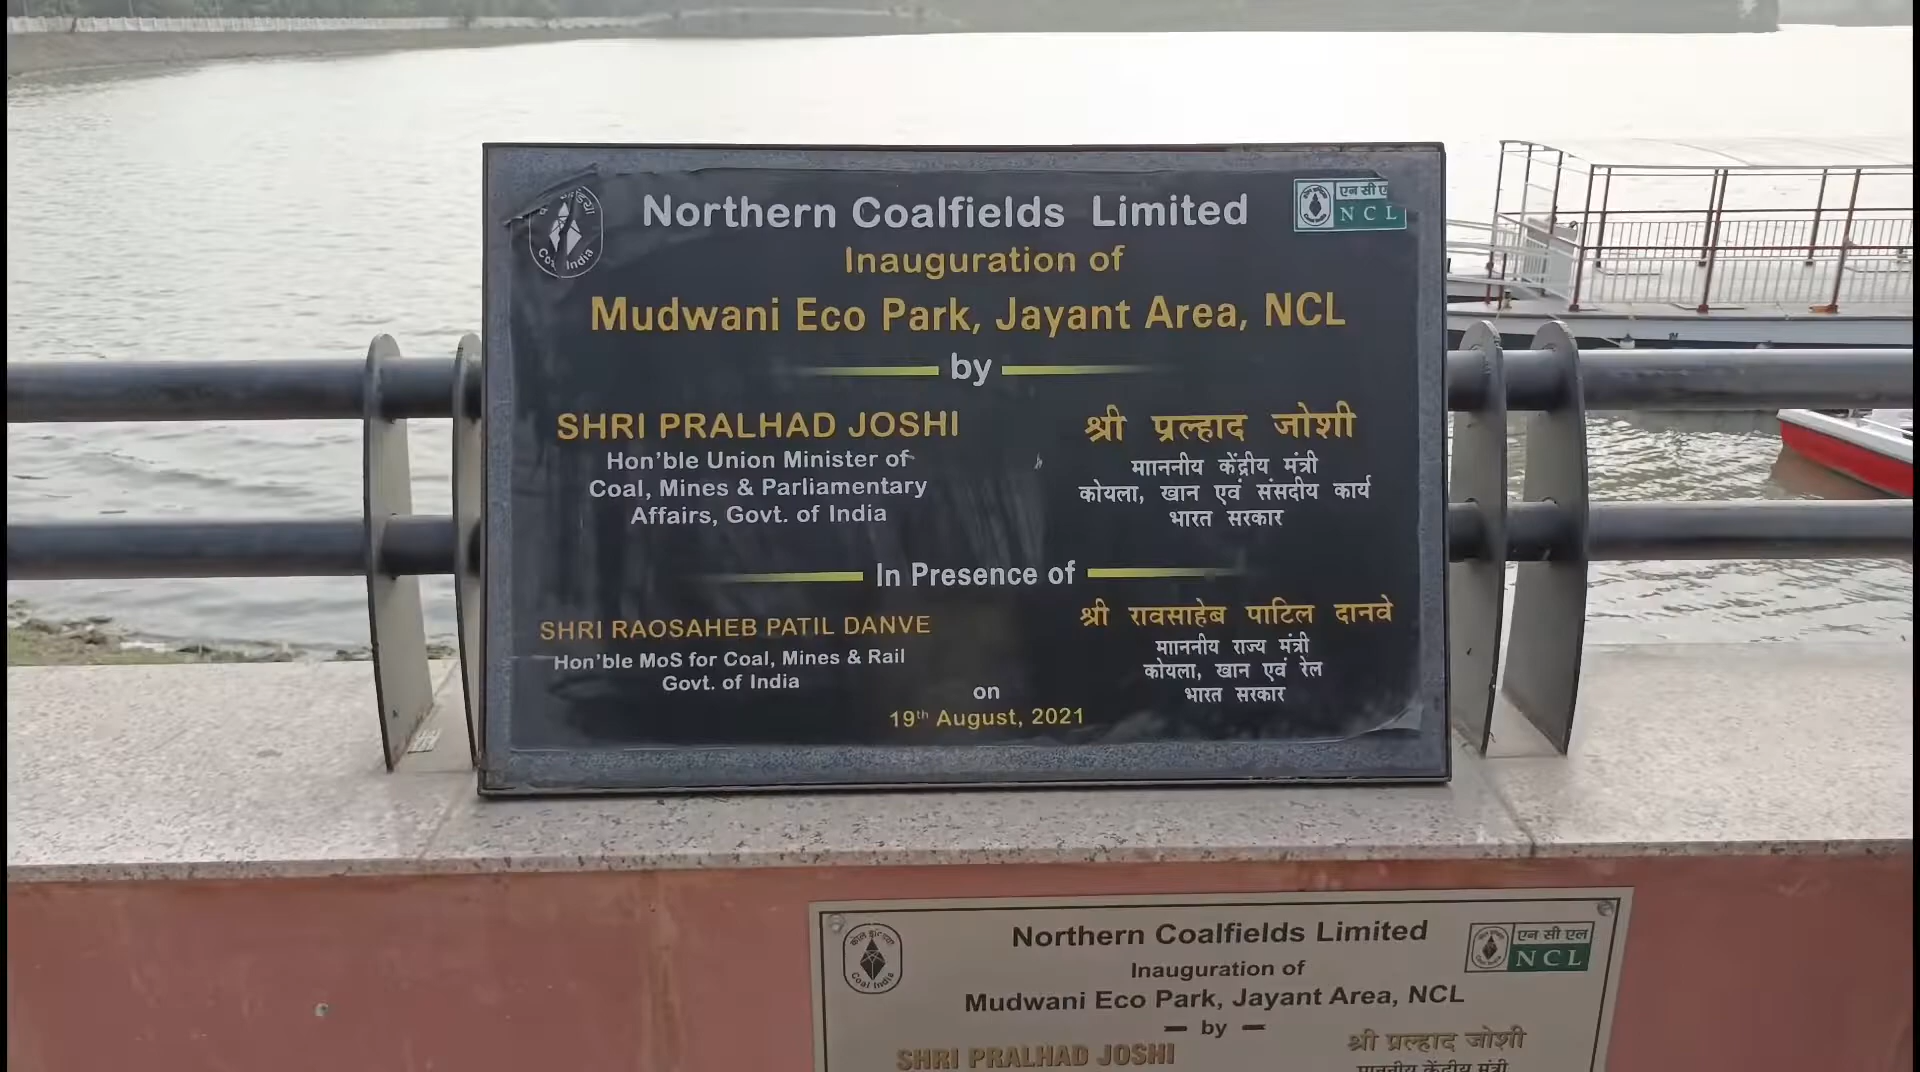 Northern Coalfields Limited
Coal India
एन सी ए
NCL
Inauguration of
Mudwani Eco Park, Jayant Area, NCL
by
SHRI PRALHAD JOSHI
Hon'ble Union Minister of
Coal, Mines & Parliamentary
Affairs, Govt. of India
श्री प्रल्हाद जोशी
मााननीय केंद्रीय मंत्री
कोयला, खान एवं संसदीय कार्य
भारत सरकार
In Presence of
SHRI RAOSAHEB PATIL DANVE
Hon'ble MoS for Coal, Mines & Rail
Govt. of India
श्री रावसाहेब पाटिल दानवे
मााननीय राज्य मंत्री
कोयला, खान एवं रेल
भारत सरकार
on
19th August, 2021
कोल इण्डिया
Coal India
Northern Coalfields Limited
एन सी एल
NCL
Inauguration of
Mudwani Eco Park, Jayant Area, NCL
by
SHRI PRALHAD JOSHI
श्री प्रल्हाद जोशी
माननीय केंद्रीय मंत्री